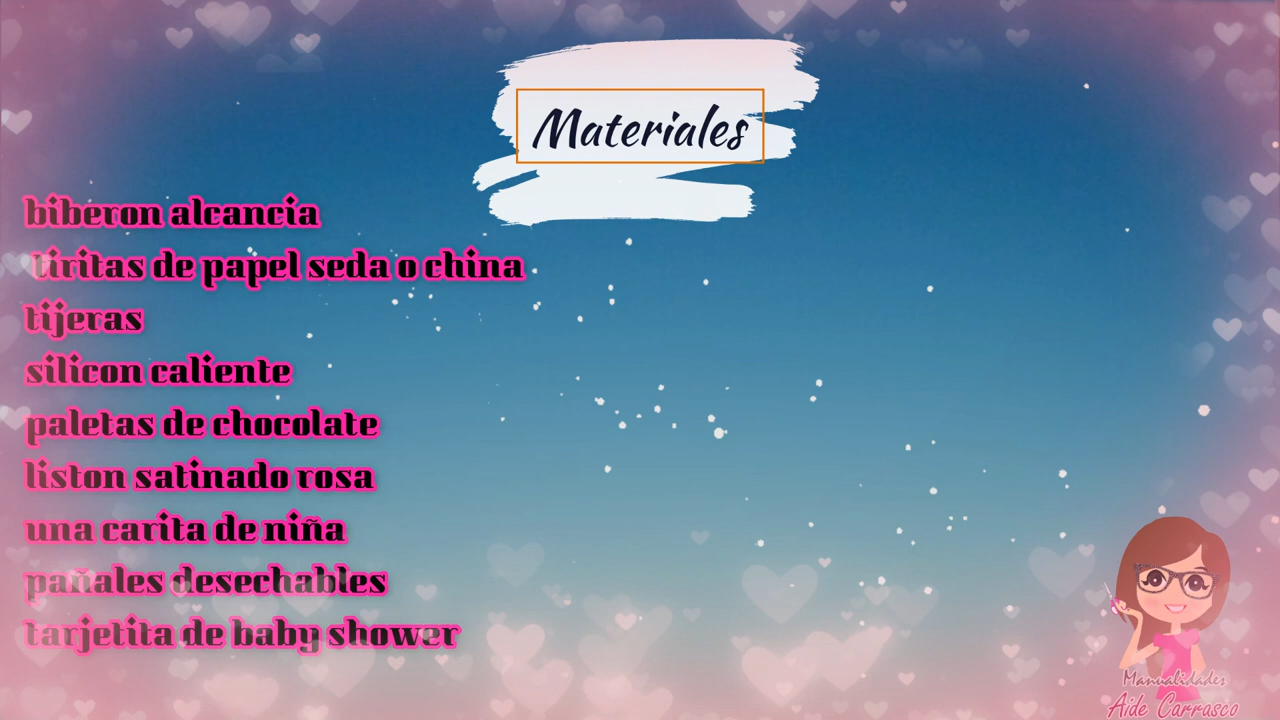 Materiales
biberon alcancia
tiritas de papel seda o china
tijeras
silicon caliente
paletas de chocolate
liston satinado rosa
una carita de niña
pañales desechables
tarjetita de baby shower
Manualidades
Aide Carrasco